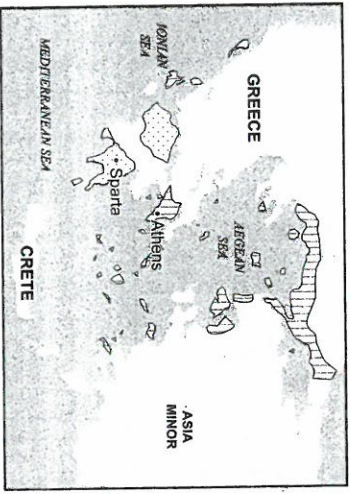 GREECE
IONIAN
SEA
MEDITERRANEAN SEA
Sparta
Athens
AEGEAN
SEA
CRETE
ASIA
MINOR